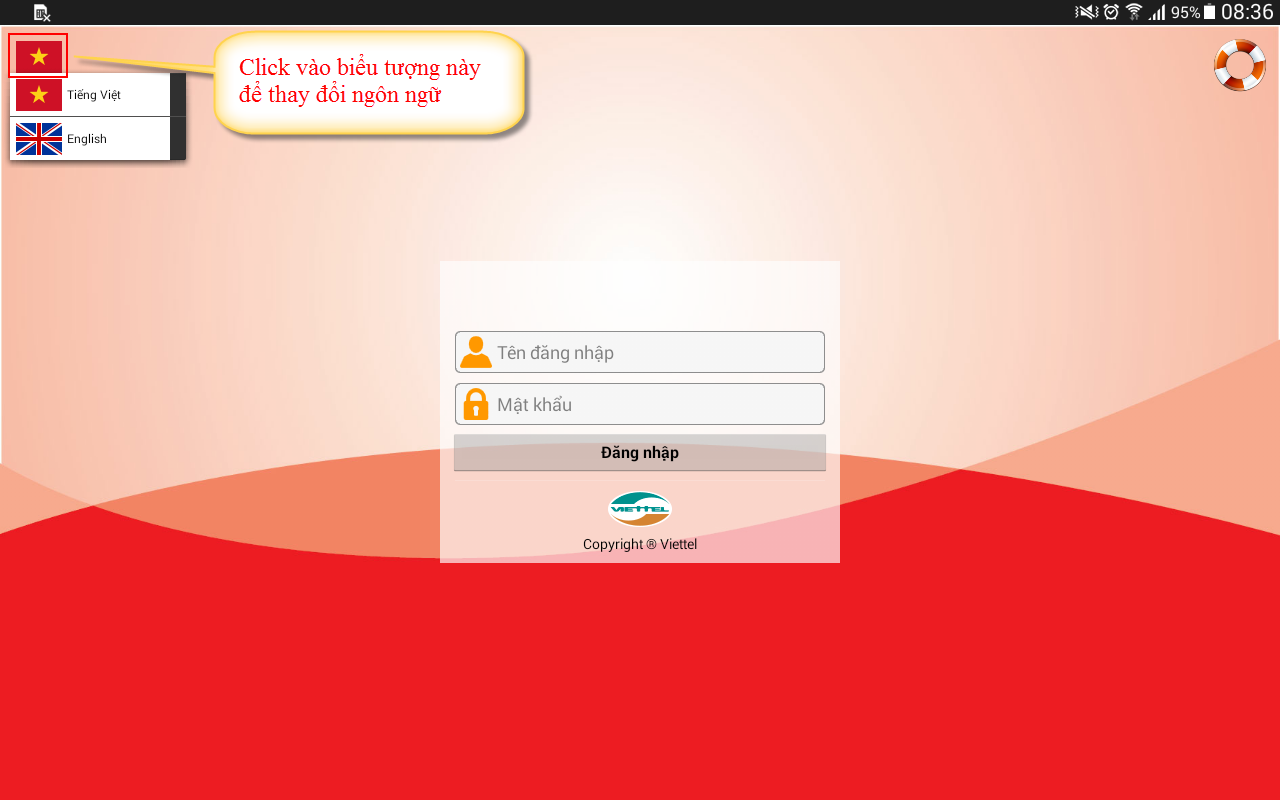 95% 08:36
Click vào biểu tượng này
để thay đổi ngôn ngữ
Tiếng Việt
English
Tên đăng nhập
Mật khẩu
Đăng nhập
VIETTEL
Copyright ® Viettel